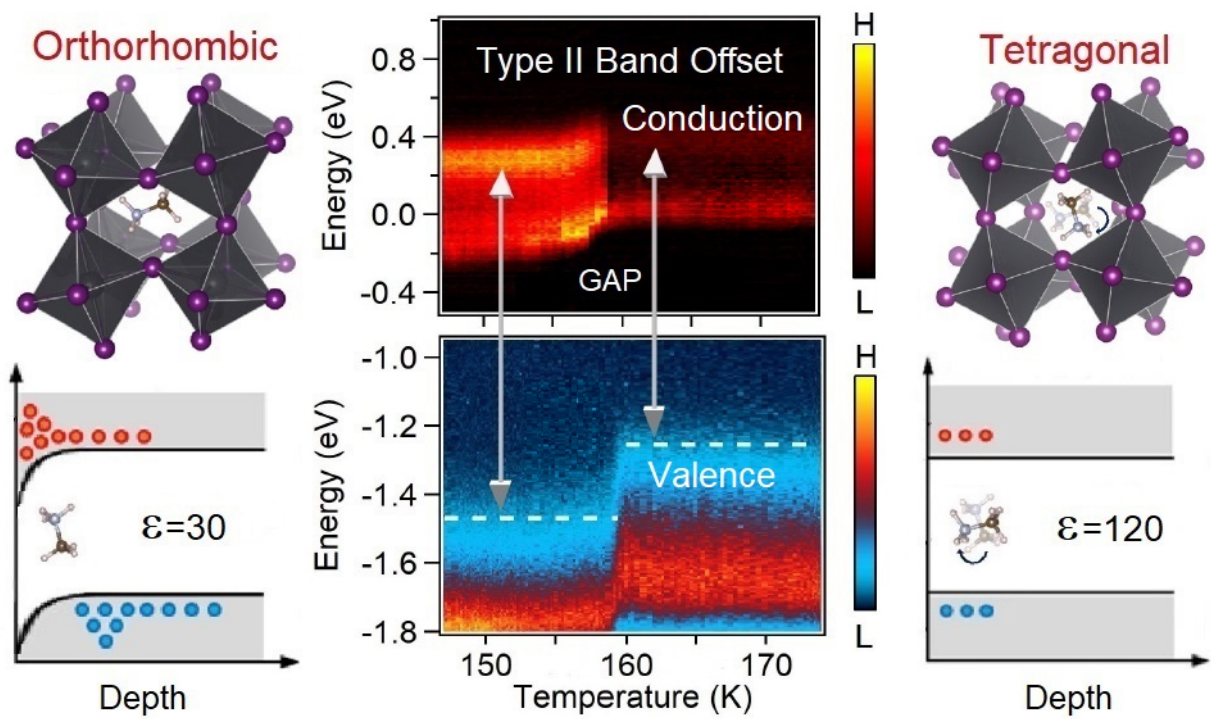 Orthorhombic
Type II Band Offset
Conduction
GAP
Energy (eV)
0.8
0.4
0.0
-0.4
H
L
Tetragonal
Valence
Energy (eV)
-1.0
-1.2
-1.4
-1.6
-1.8
150
160
170
Temperature (K)
H
L
ε=30
Depth
ε=120
Depth